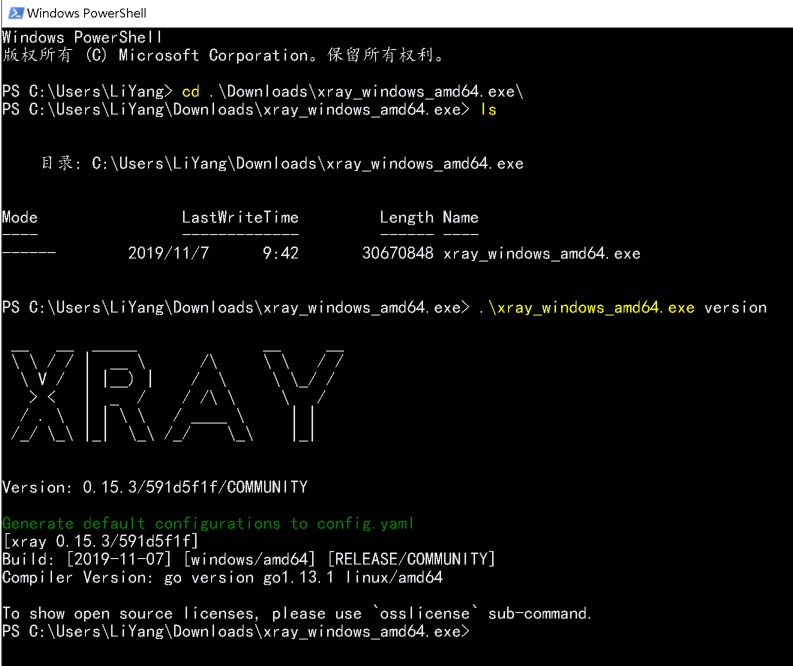 Windows PowerShell
Windows PowerShell
版权所有 (C) Microsoft Corporation。保留所有权利。
PS C:\Users\LiYang> cd .\Downloads\xray_windows_amd64.exe\
PS C:\Users\LiYang\Downloads\xray_windows_amd64.exe> ls
目录: C:\Users\LiYang\Downloads\xray_windows_amd64.exe
Mode LastWriteTime Length Name
---- ------------- ------ ----
------ 2019/11/7 9:42 30670848 xray_windows_amd64.exe
PS C:\Users\LiYang\Downloads\xray_windows_amd64.exe> .\xray_windows_amd64.exe version
XRAY
Version: 0.15.3/591d5f1f/COMMUNITY
Generate default configurations to config.yaml
[xray 0.15.3/591d5f1f]
Build: [2019-11-07] [windows/amd64] [RELEASE/COMMUNITY]
Compiler Version: go version go1.13.1 linux/amd64
To show open source licenses, please use `osslicense` sub-command.
PS C:\Users\LiYang\Downloads\xray_windows_amd64.exe>